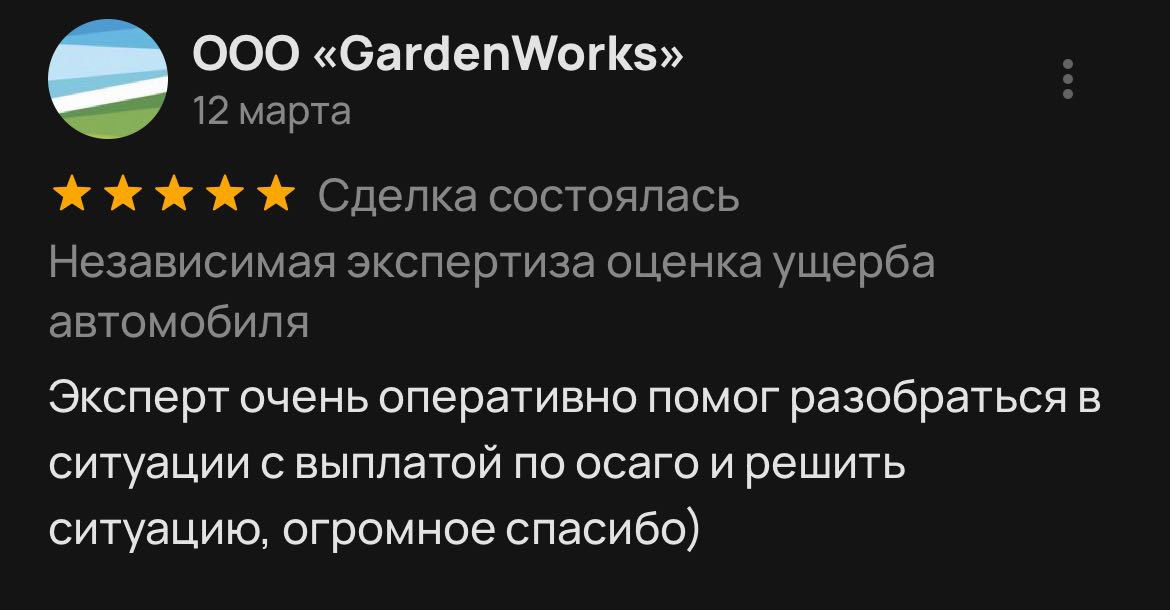 ООО «GardenWorks»
12 марта
Сделка состоялась
Независимая экспертиза оценка ущерба
автомобиля
Эксперт очень оперативно помог разобраться в
ситуации с выплатой по осаго и решить
ситуацию, огромное спасибо)